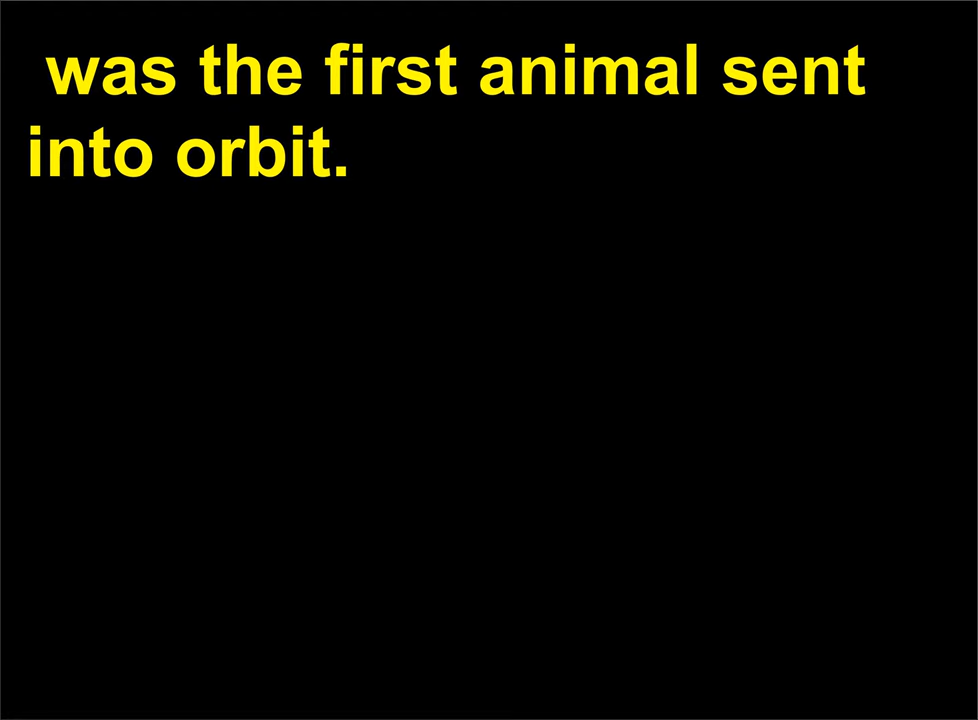 was the first animal sent
into orbit.